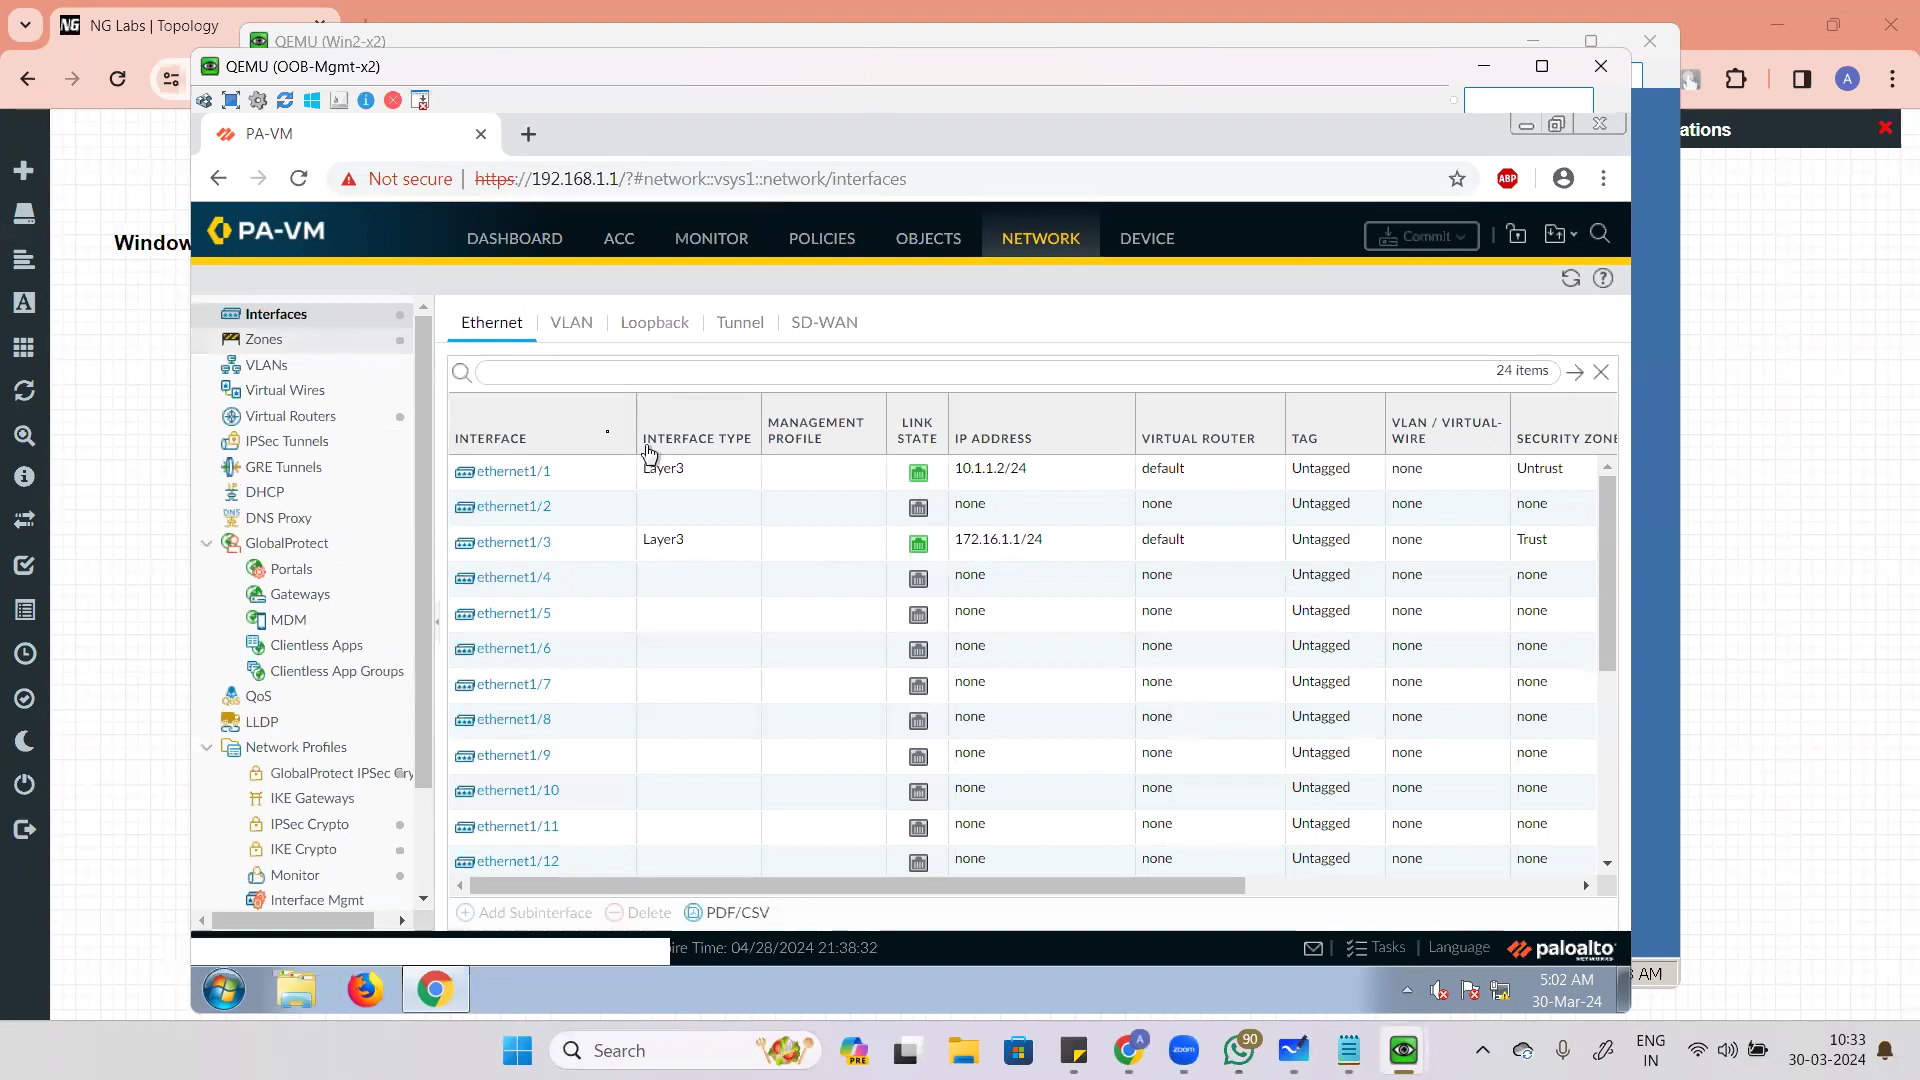 NG Labs | Topology
QEMU (Win2-x2)
QEMU (OOB-Mgmt-x2)
A
ations
PA-VM
Not secure | https://192.168.1.1/?#network::vsys1::network/interfaces
ABP
Window
PA-VM
DASHBOARD
ACC
MONITOR
POLICIES
OBJECTS
NETWORK
DEVICE
Commit
Interfaces
Zones
VLANs
Virtual Wires
Virtual Routers
IPSec Tunnels
GRE Tunnels
DHCP
DNS Proxy
GlobalProtect
Portals
Gateways
MDM
Clientless Apps
Clientless App Groups
QoS
LLDP
Network Profiles
GlobalProtect IPSec Cry
IKE Gateways
IPSec Crypto
IKE Crypto
Monitor
Interface Mgmt
Ethernet | VLAN | Loopback | Tunnel | SD-WAN
24 items
INTERFACE INTERFACE TYPE MANAGEMENT PROFILE LINK STATE IP ADDRESS VIRTUAL ROUTER TAG VLAN / VIRTUAL-WIRE SECURITY ZONE
ethernet1/1 Layer3 10.1.1.2/24 default Untagged none Untrust
ethernet1/2 none none Untagged none none
ethernet1/3 Layer3 172.16.1.1/24 default Untagged none Trust
ethernet1/4 none none Untagged none none
ethernet1/5 none none Untagged none none
ethernet1/6 none none Untagged none none
ethernet1/7 none none Untagged none none
ethernet1/8 none none Untagged none none
ethernet1/9 none none Untagged none none
ethernet1/10 none none Untagged none none
ethernet1/11 none none Untagged none none
ethernet1/12 none none Untagged none none
Add Subinterface Delete PDF/CSV
ire Time: 04/28/2024 21:38:32
Tasks | Language
paloalto
NETWORKS
5:02 AM
30-Mar-24
AM
Search
PRE
A
zoom
90
ENG
IN
10:33
30-03-2024